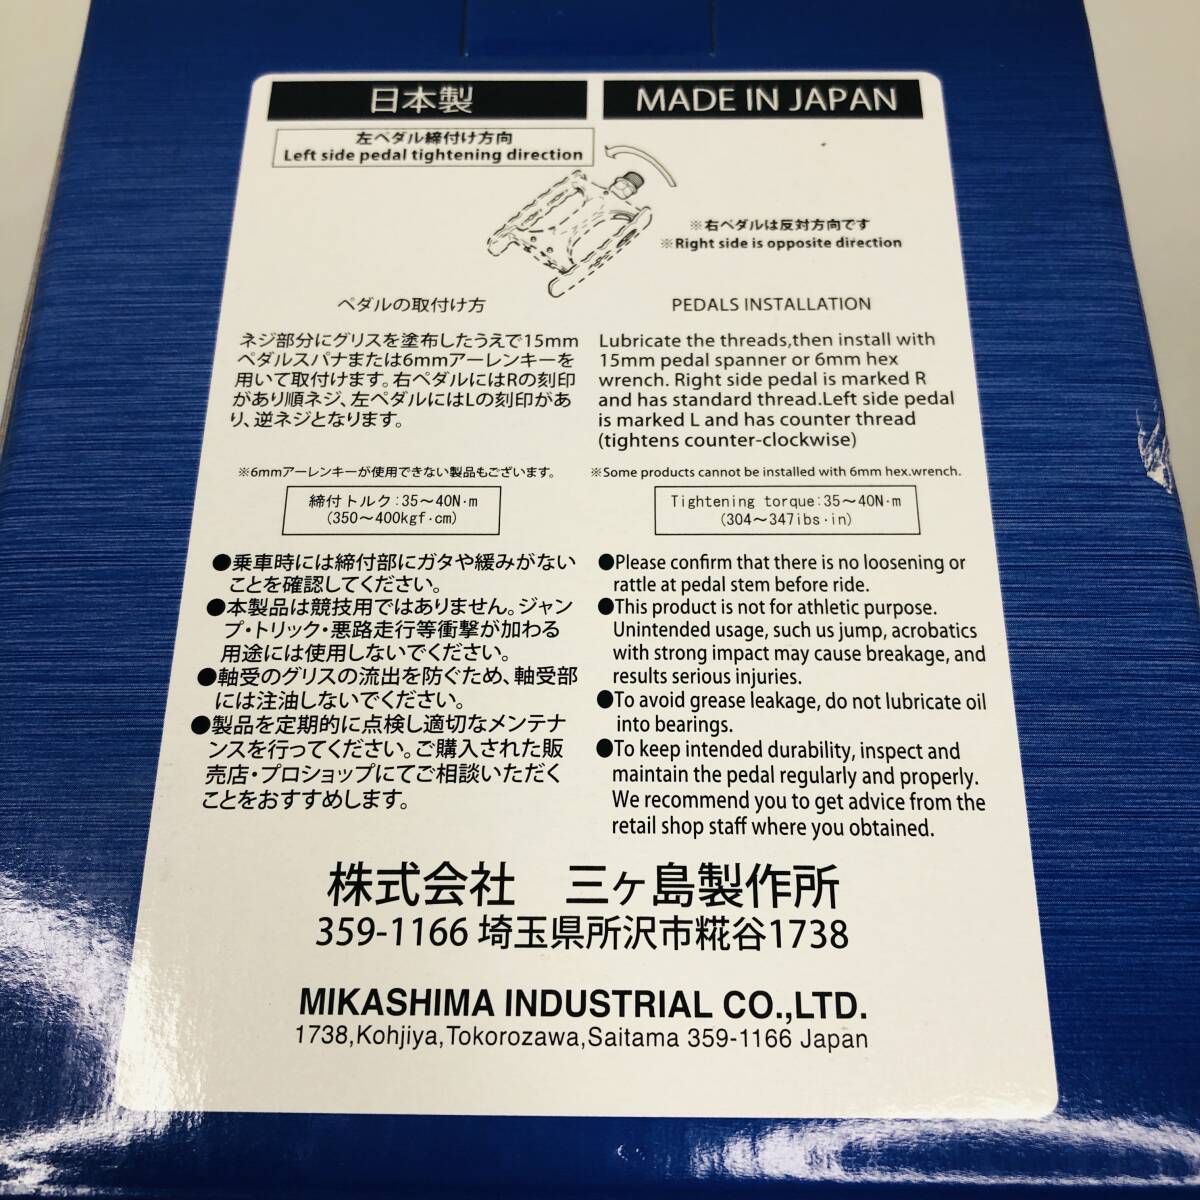 日本製
MADE IN JAPAN
左ペダル締付け方向
Left side pedal tightening direction
※右ペダルは反対方向です
※Right side is opposite direction
ペダルの取付け方
ネジ部分にグリスを塗布したうえで15mm
ペダルスパナまたは6mmアーレンキーを
用いて取付けます。右ペダルにはRの刻印
があり順ネジ、左ペダルにはLの刻印があ
り、逆ネジとなります。
※6mmアーレンキーが使用できない製品もございます。
締付トルク:35～40N·m
(350～400kgf·cm)
PEDALS INSTALLATION
Lubricate the threads,then install with
15mm pedal spanner or 6mm hex
wrench. Right side pedal is marked R
and has standard thread.Left side pedal
is marked L and has counter thread
(tightens counter-clockwise)
※Some products cannot be installed with 6mm hex.wrench.
Tightening torque:35～40N·m
(304～347ibs·in)
●乗車時には締付部にガタや緩みがない
ことを確認してください。
●本製品は競技用ではありません。ジャン
プ・トリック・悪路走行等衝撃が加わる
用途には使用しないでください。
●軸受のグリスの流出を防ぐため、軸受部
には注油しないでください。
●製品を定期的に点検し適切なメンテナ
ンスを行ってください。ご購入された販
売店・プロショップにてご相談いただく
ことをおすすめします。
●Please confirm that there is no loosening or
rattle at pedal stem before ride.
●This product is not for athletic purpose.
Unintended usage, such us jump, acrobatics
with strong impact may cause breakage, and
results serious injuries.
●To avoid grease leakage, do not lubricate oil
into bearings.
●To keep intended durability, inspect and
maintain the pedal regularly and properly.
We recommend you to get advice from the
retail shop staff where you obtained.
株式会社 三ヶ島製作所
359-1166 埼玉県所沢市糀谷1738
MIKASHIMA INDUSTRIAL CO.,LTD.
1738,Kohjiya,Tokorozawa,Saitama 359-1166 Japan